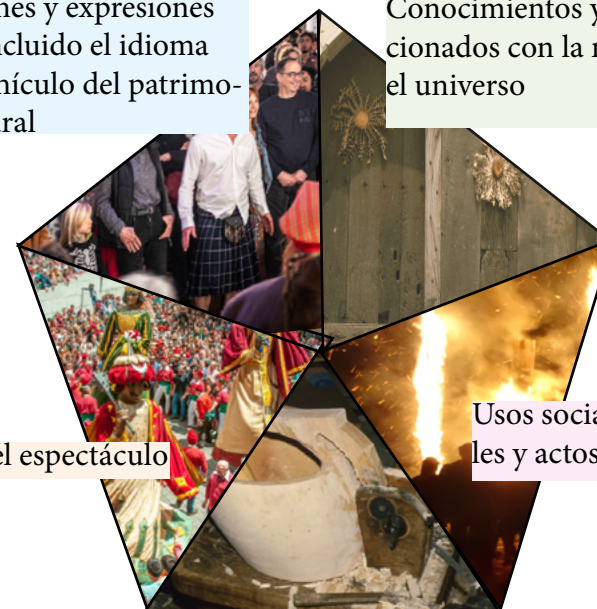 nes y expresiones
ncluido el idioma
hículo del patrimo-
ral
Conocimientos y
cionados con la
el universo
el espectáculo
Usos socia
les y actos